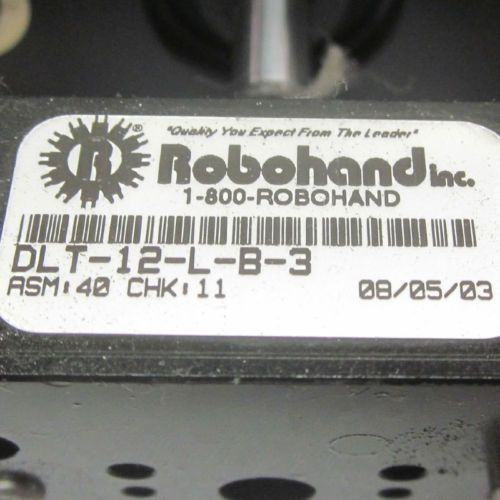 "Quality You Expect From The Leader"
R®
Robohand inc.
1-800-ROBOHAND
DLT-12-L-B-3
ASM:40 CHK:11 08/05/03